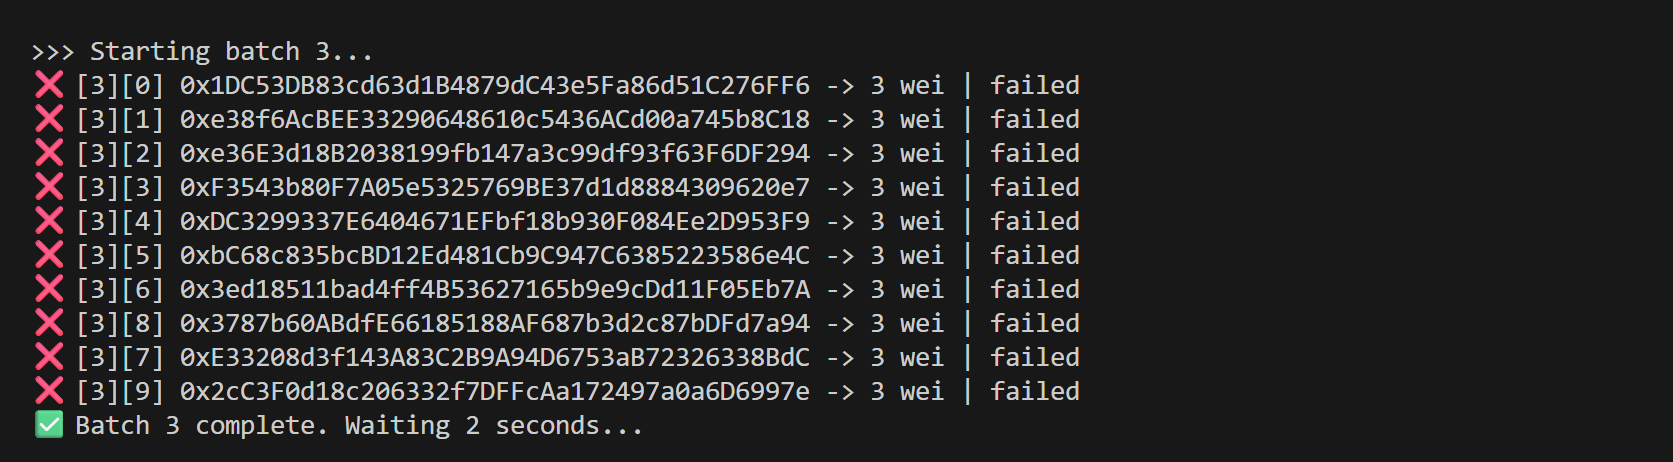 >>> Starting batch 3...
❌ [3][0] 0x1DC53DB83cd63d1B4879dC43e5Fa86d51C276FF6 -> 3 wei | failed
❌ [3][1] 0xe38f6AcBEE33290648610c5436ACd00a745b8C18 -> 3 wei | failed
❌ [3][2] 0xe36E3d18B2038199fb147a3c99df93f63F6DF294 -> 3 wei | failed
❌ [3][3] 0xF3543b80F7A05e5325769BE37d1d8884309620e7 -> 3 wei | failed
❌ [3][4] 0xDC3299337E6404671EFbf18b930F084Ee2D953F9 -> 3 wei | failed
❌ [3][5] 0xbC68c835bcBD12Ed481Cb9C947C6385223586e4C -> 3 wei | failed
❌ [3][6] 0x3ed18511bad4ff4B53627165b9e9cDd11F05Eb7A -> 3 wei | failed
❌ [3][8] 0x3787b60ABdfE66185188AF687b3d2c87bDFd7a94 -> 3 wei | failed
❌ [3][7] 0xE33208d3f143A83C2B9A94D6753aB72326338BdC -> 3 wei | failed
❌ [3][9] 0x2cC3F0d18c206332f7DFFcAa172497a0a6D6997e -> 3 wei | failed
✅ Batch 3 complete. Waiting 2 seconds...